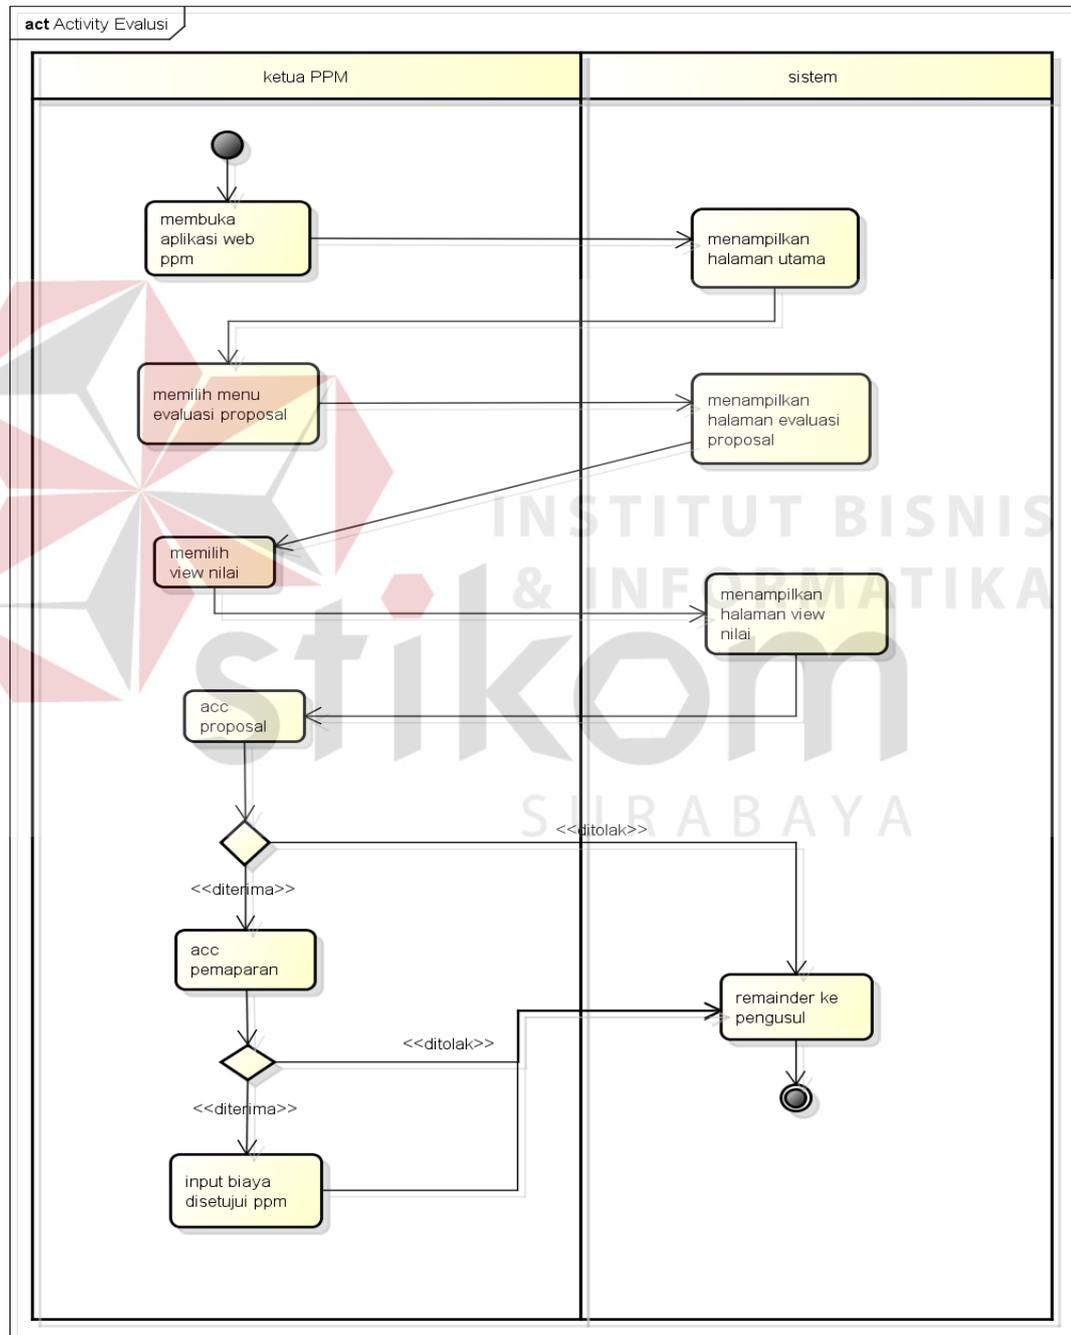 act Activity Evalusi
ketua PPM
sistem
membuka
aplikasi web
ppm
menampilkan
halaman utama
memilih menu
evaluasi proposal
menampilkan
halaman evaluasi
proposal
INSTITUT BISNIS
& INFORMATIKA
memilih
view nilai
menampilkan
halaman view
nilai
stikom
acc
proposal
SURABAYA
<<ditolak>>
<<diterima>>
acc
pemaparan
remainder ke
pengusul
<<ditolak>>
<<diterima>>
input biaya
disetujui ppm